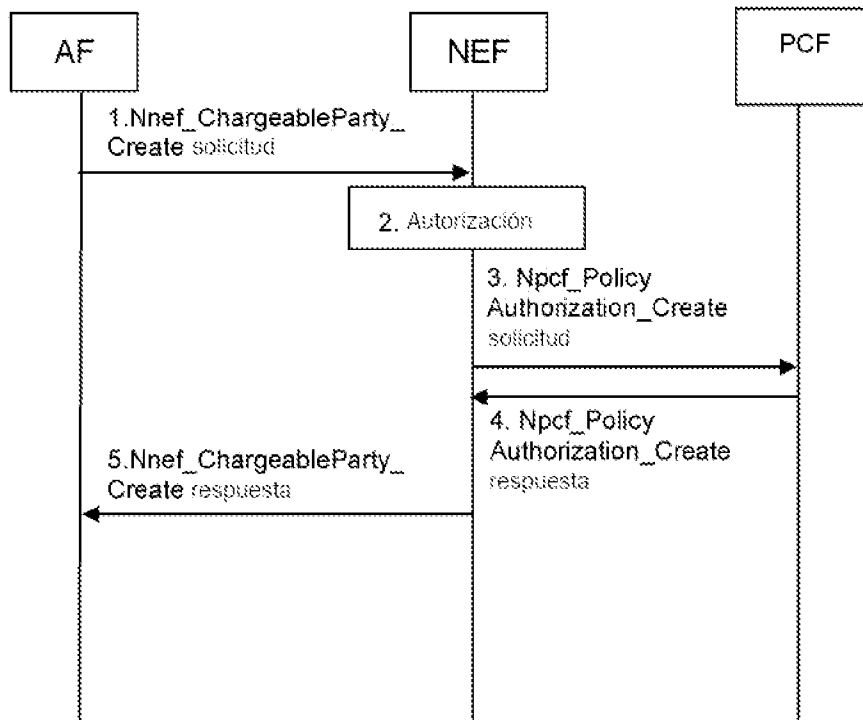 AF
NEF
PCF
1.Nnef_ChargeableParty_
Create solicitud
2. Autorización
3. Npcf_Policy
Authorization_Create
solicitud
4. Npcf_Policy
Authorization_Create
respuesta
5.Nnef_ChargeableParty_
Create respuesta